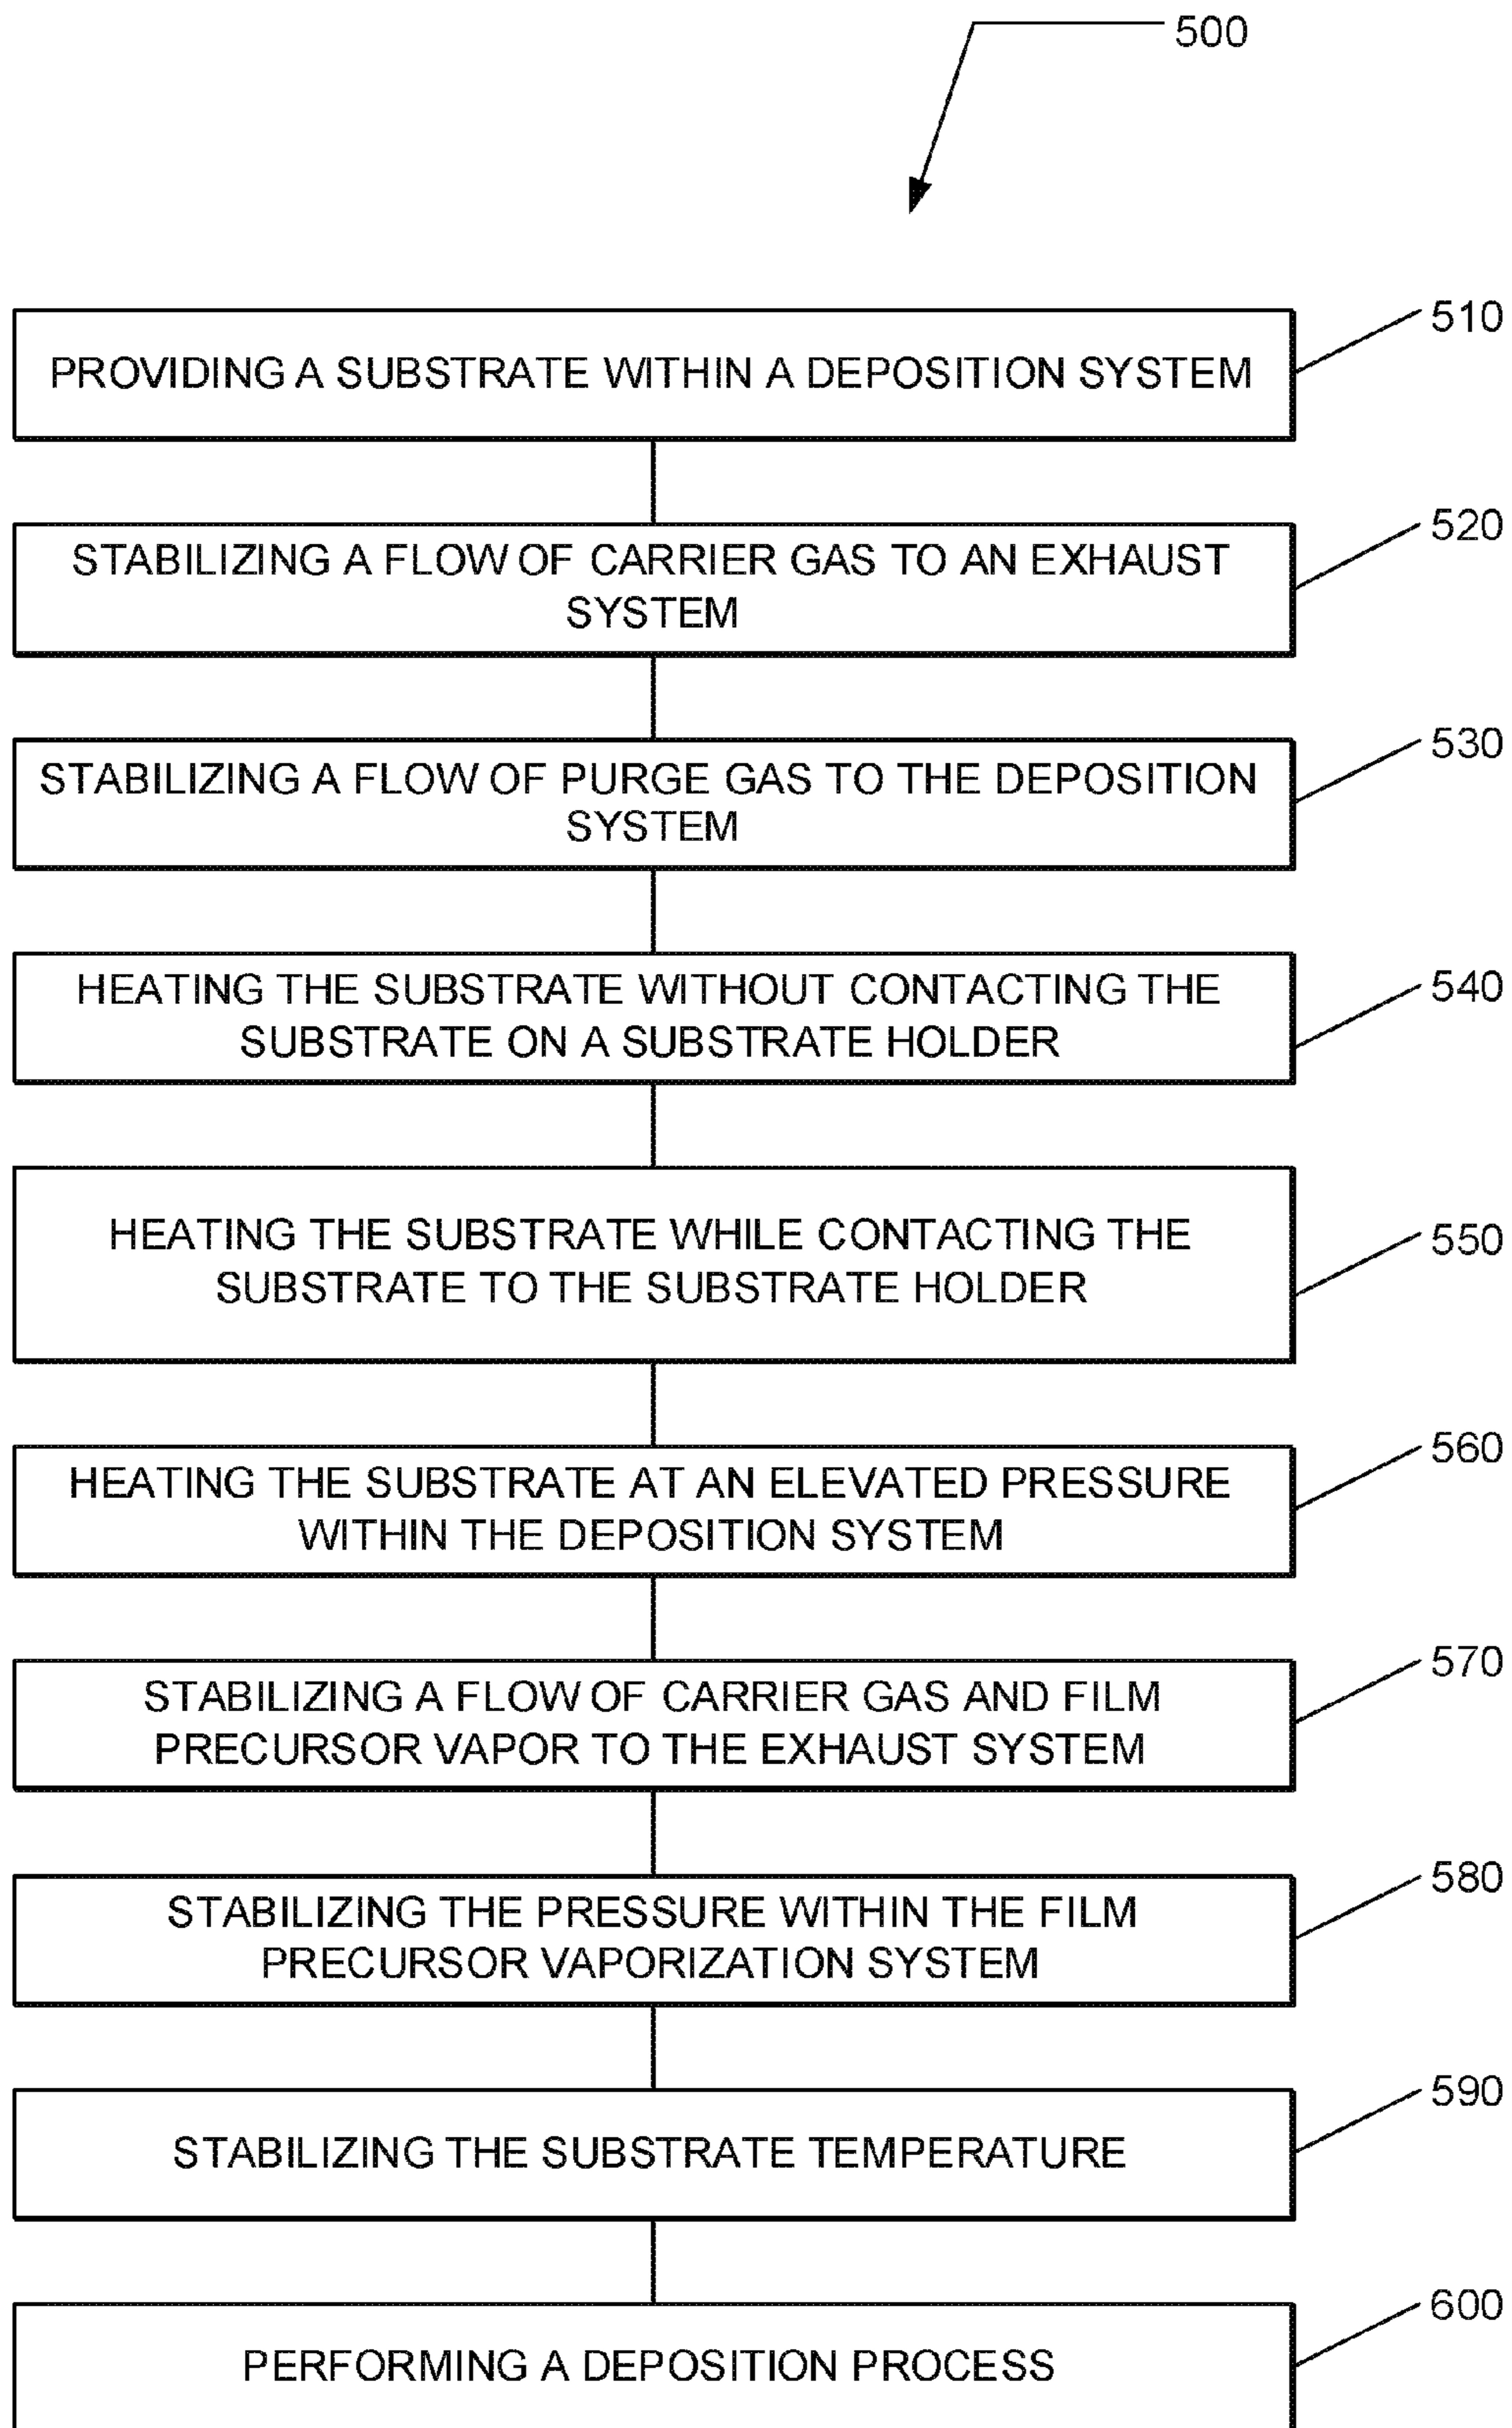 500
510
PROVIDING A SUBSTRATE WITHIN A DEPOSITION SYSTEM
520
STABILIZING A FLOW OF CARRIER GAS TO AN EXHAUST
SYSTEM
530
STABILIZING A FLOW OF PURGE GAS TO THE DEPOSITION
SYSTEM
540
HEATING THE SUBSTRATE WITHOUT CONTACTING THE
SUBSTRATE ON A SUBSTRATE HOLDER
550
HEATING THE SUBSTRATE WHILE CONTACTING THE
SUBSTRATE TO THE SUBSTRATE HOLDER
560
HEATING THE SUBSTRATE AT AN ELEVATED PRESSURE
WITHIN THE DEPOSITION SYSTEM
570
STABILIZING A FLOW OF CARRIER GAS AND FILM
PRECURSOR VAPOR TO THE EXHAUST SYSTEM
580
STABILIZING THE PRESSURE WITHIN THE FILM
PRECURSOR VAPORIZATION SYSTEM
590
STABILIZING THE SUBSTRATE TEMPERATURE
600
PERFORMING A DEPOSITION PROCESS